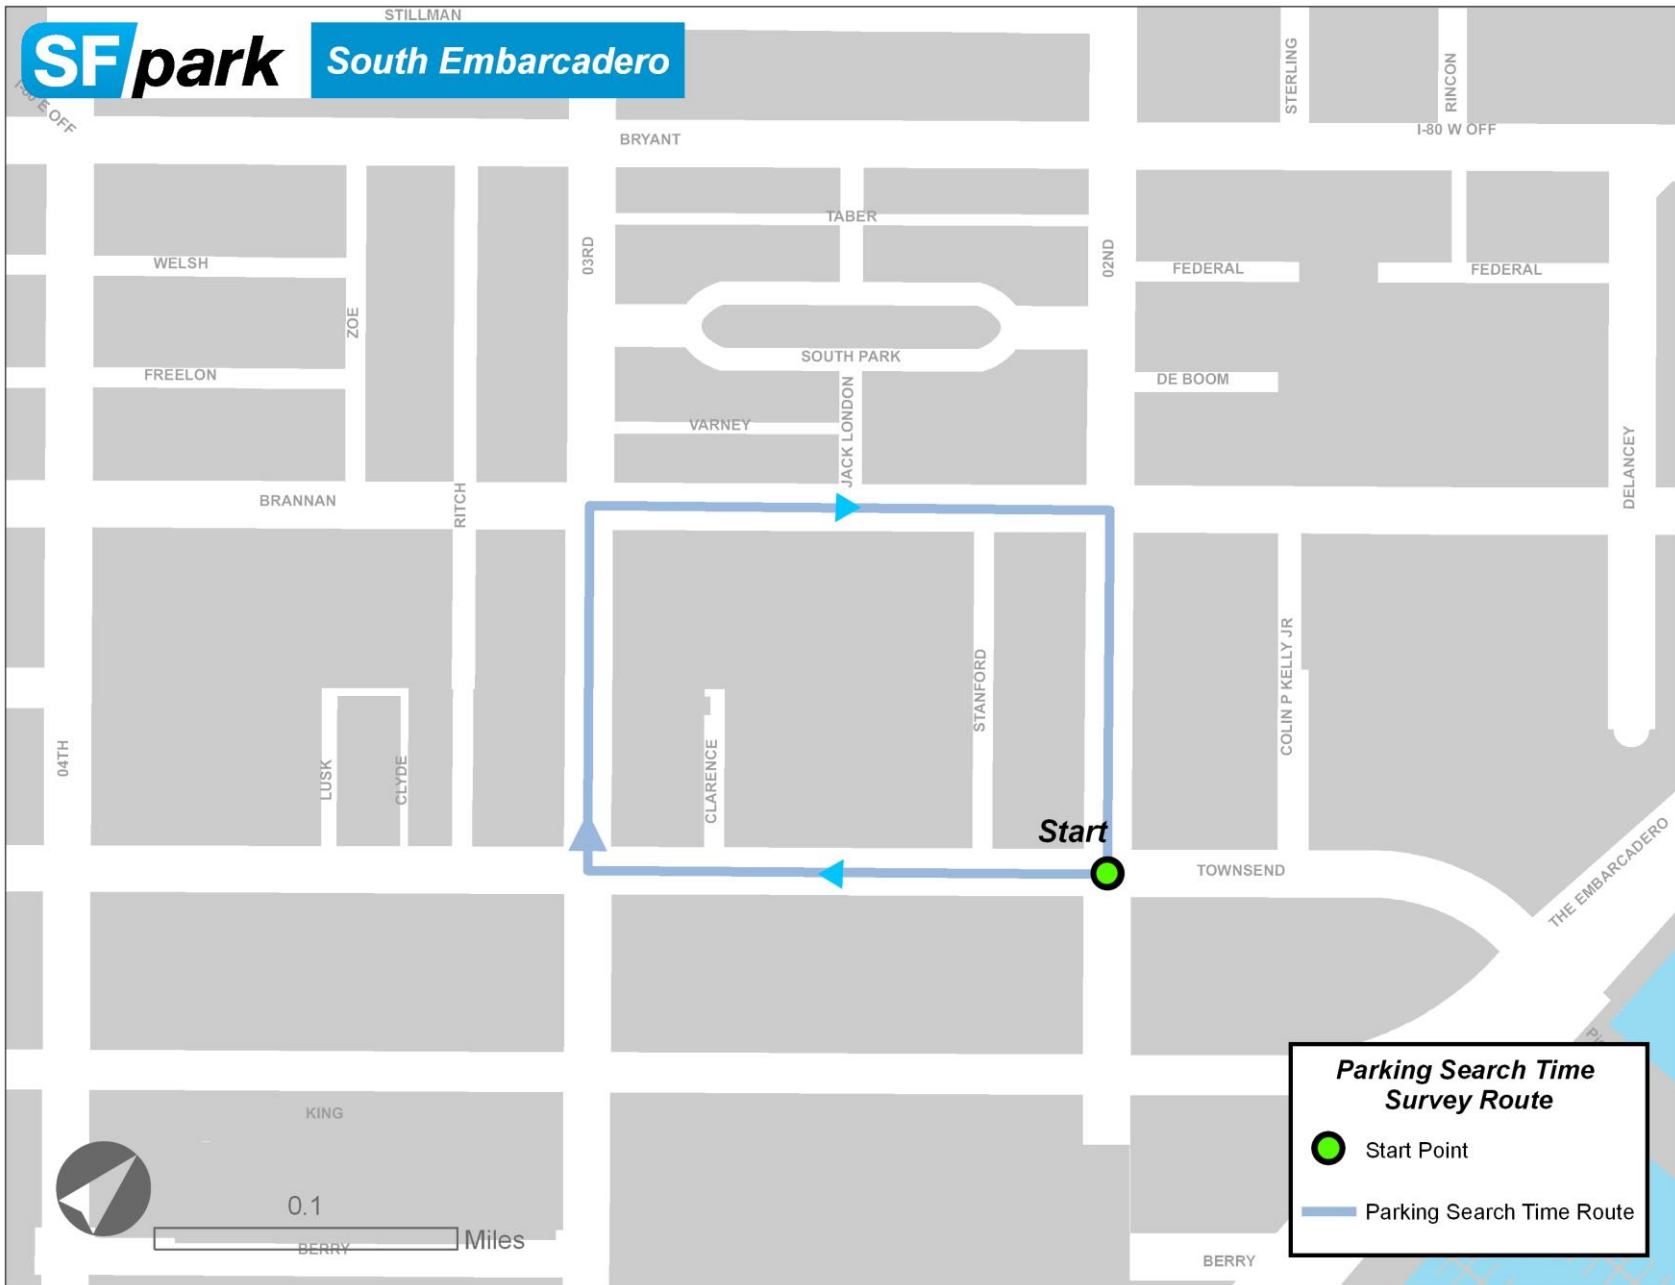 STILLMAN
SFpark
South Embarcadero
I-80 E OFF
STERLING
RINCON
I-80 W OFF
BRYANT
TABER
03RD
02ND
WELSH
FEDERAL
FEDERAL
ZOE
SOUTH PARK
FREELON
DE BOOM
JACK LONDON
VARNEY
DELANCEY
BRANNAN
RITCH
STANFORD
COLIN P KELLY JR
04TH
LUSK
CLYDE
CLARENCE
Start
TOWNSEND
THE EMBARCADERO
KING
Parking Search Time
Survey Route
Start Point
Parking Search Time Route
0.1
Miles
BERRY
BERRY